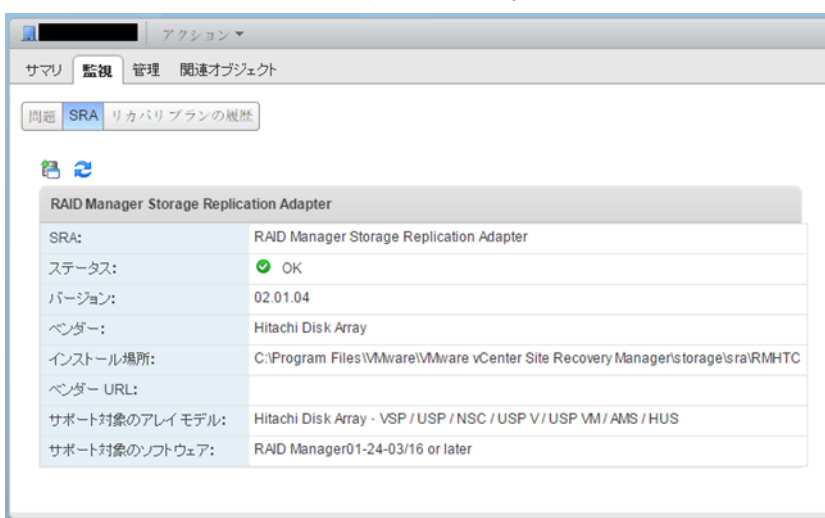 アクション
サマリ 監視 管理 関連オブジェクト
問題 SRA リカバリ プランの履歴
RAID Manager Storage Replication Adapter
SRA: RAID Manager Storage Replication Adapter
ステータス: OK
バージョン: 02.01.04
ベンダー: Hitachi Disk Array
インストール場所: C:\Program Files\VMware\VMware vCenter Site Recovery Manager\storage\sra\RMHTC
ベンダー URL:
サポート対象のアレイ モデル: Hitachi Disk Array、VSP / USP / NSC / USP V / USP VM / AMS / HUS
サポート対象のソフトウェア: RAID Manager01-24-03/16 or later